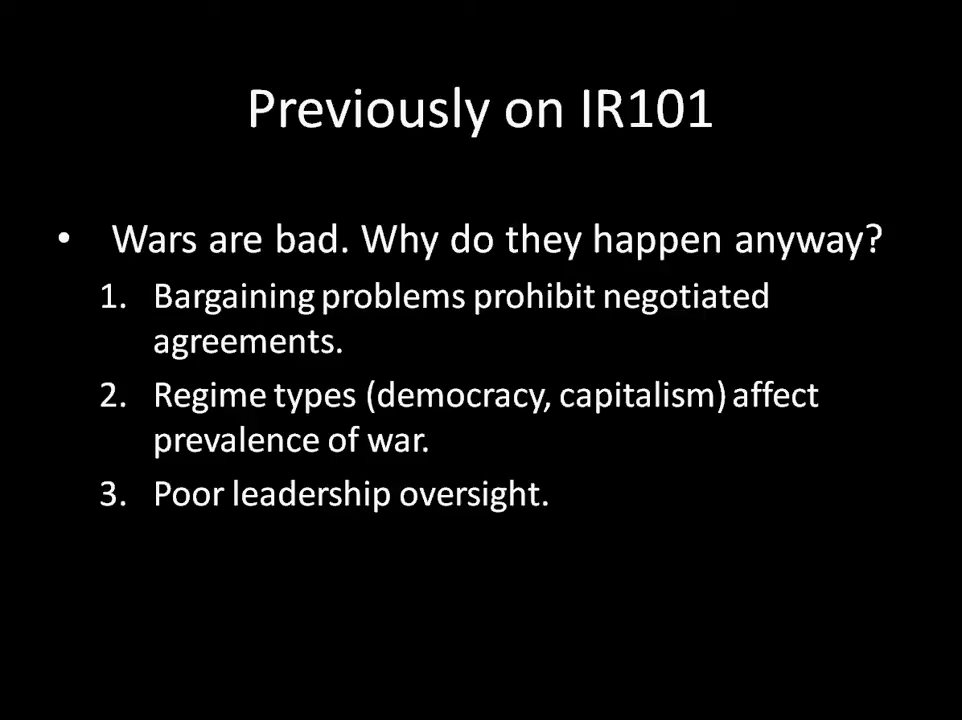 Previously on IR101
• Wars are bad. Why do they happen anyway?
1. Bargaining problems prohibit negotiated
agreements.
2. Regime types (democracy, capitalism) affect
prevalence of war.
3. Poor leadership oversight.